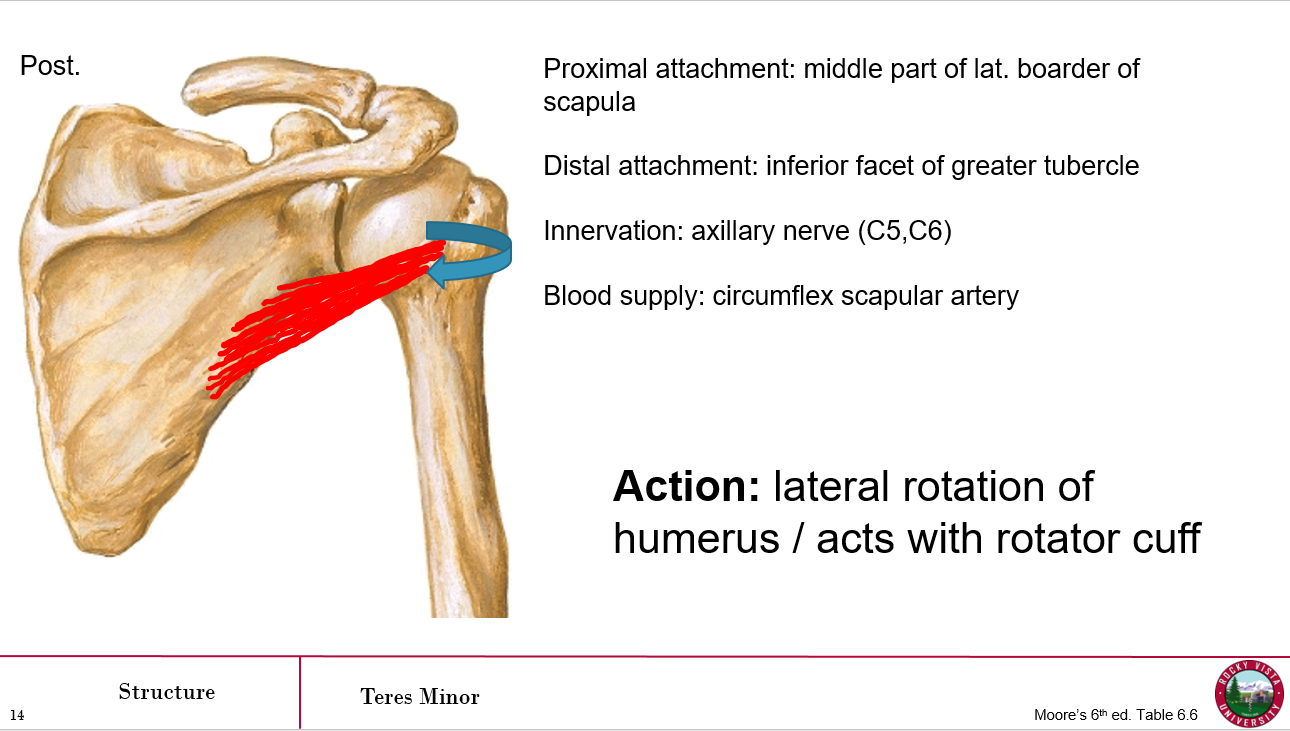 Post.
Proximal attachment: middle part of lat. boarder of
scapula
Distal attachment: inferior facet of greater tubercle
Innervation: axillary nerve (C5,C6)
Blood supply: circumflex scapular artery
Action: lateral rotation of
humerus / acts with rotator cuff
Structure
Teres Minor
14
Moore's 6th ed. Table 6.6
ROCKY VISTA
UNIVERSITY